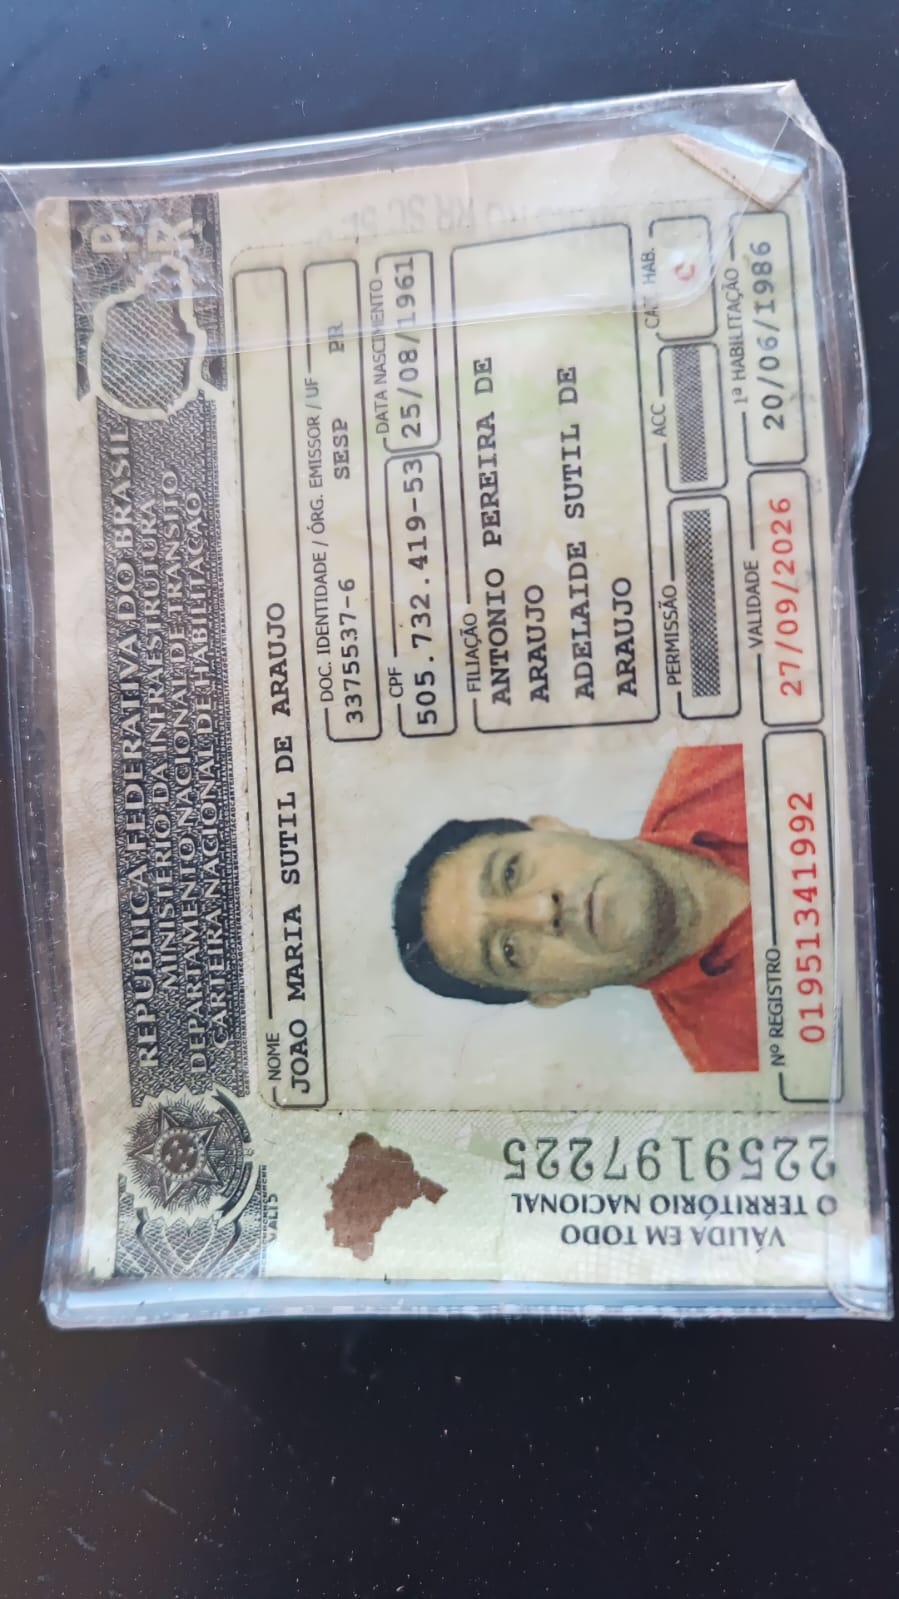 REPÚBLICA FEDERATIVA DO BRASIL
MINISTÉRIO DA INFRAESTRUTURA
DEPARTAMENTO NACIONAL DE TRÂNSITO
CARTEIRA NACIONAL DE HABILITAÇÃO
PR
NOME
JOAO MARIA SUTIL DE ARAUJO
DOC. IDENTIDADE / ÓRG. EMISSOR / UF
3375537-6 SESP PR
CPF
505.732.419-53
DATA NASCIMENTO
25/08/1961
FILIAÇÃO
ANTONIO PEREIRA DE
ARAUJO
ADELAIDE SUTIL DE
ARAUJO
PERMISSÃO
ACC
CAT. HAB.
C
Nº REGISTRO
01951341992
VALIDADE
27/09/2026
1ª HABILITAÇÃO
20/06/1986
VÁLIDA EM TODO
O TERRITÓRIO NACIONAL
2259197225